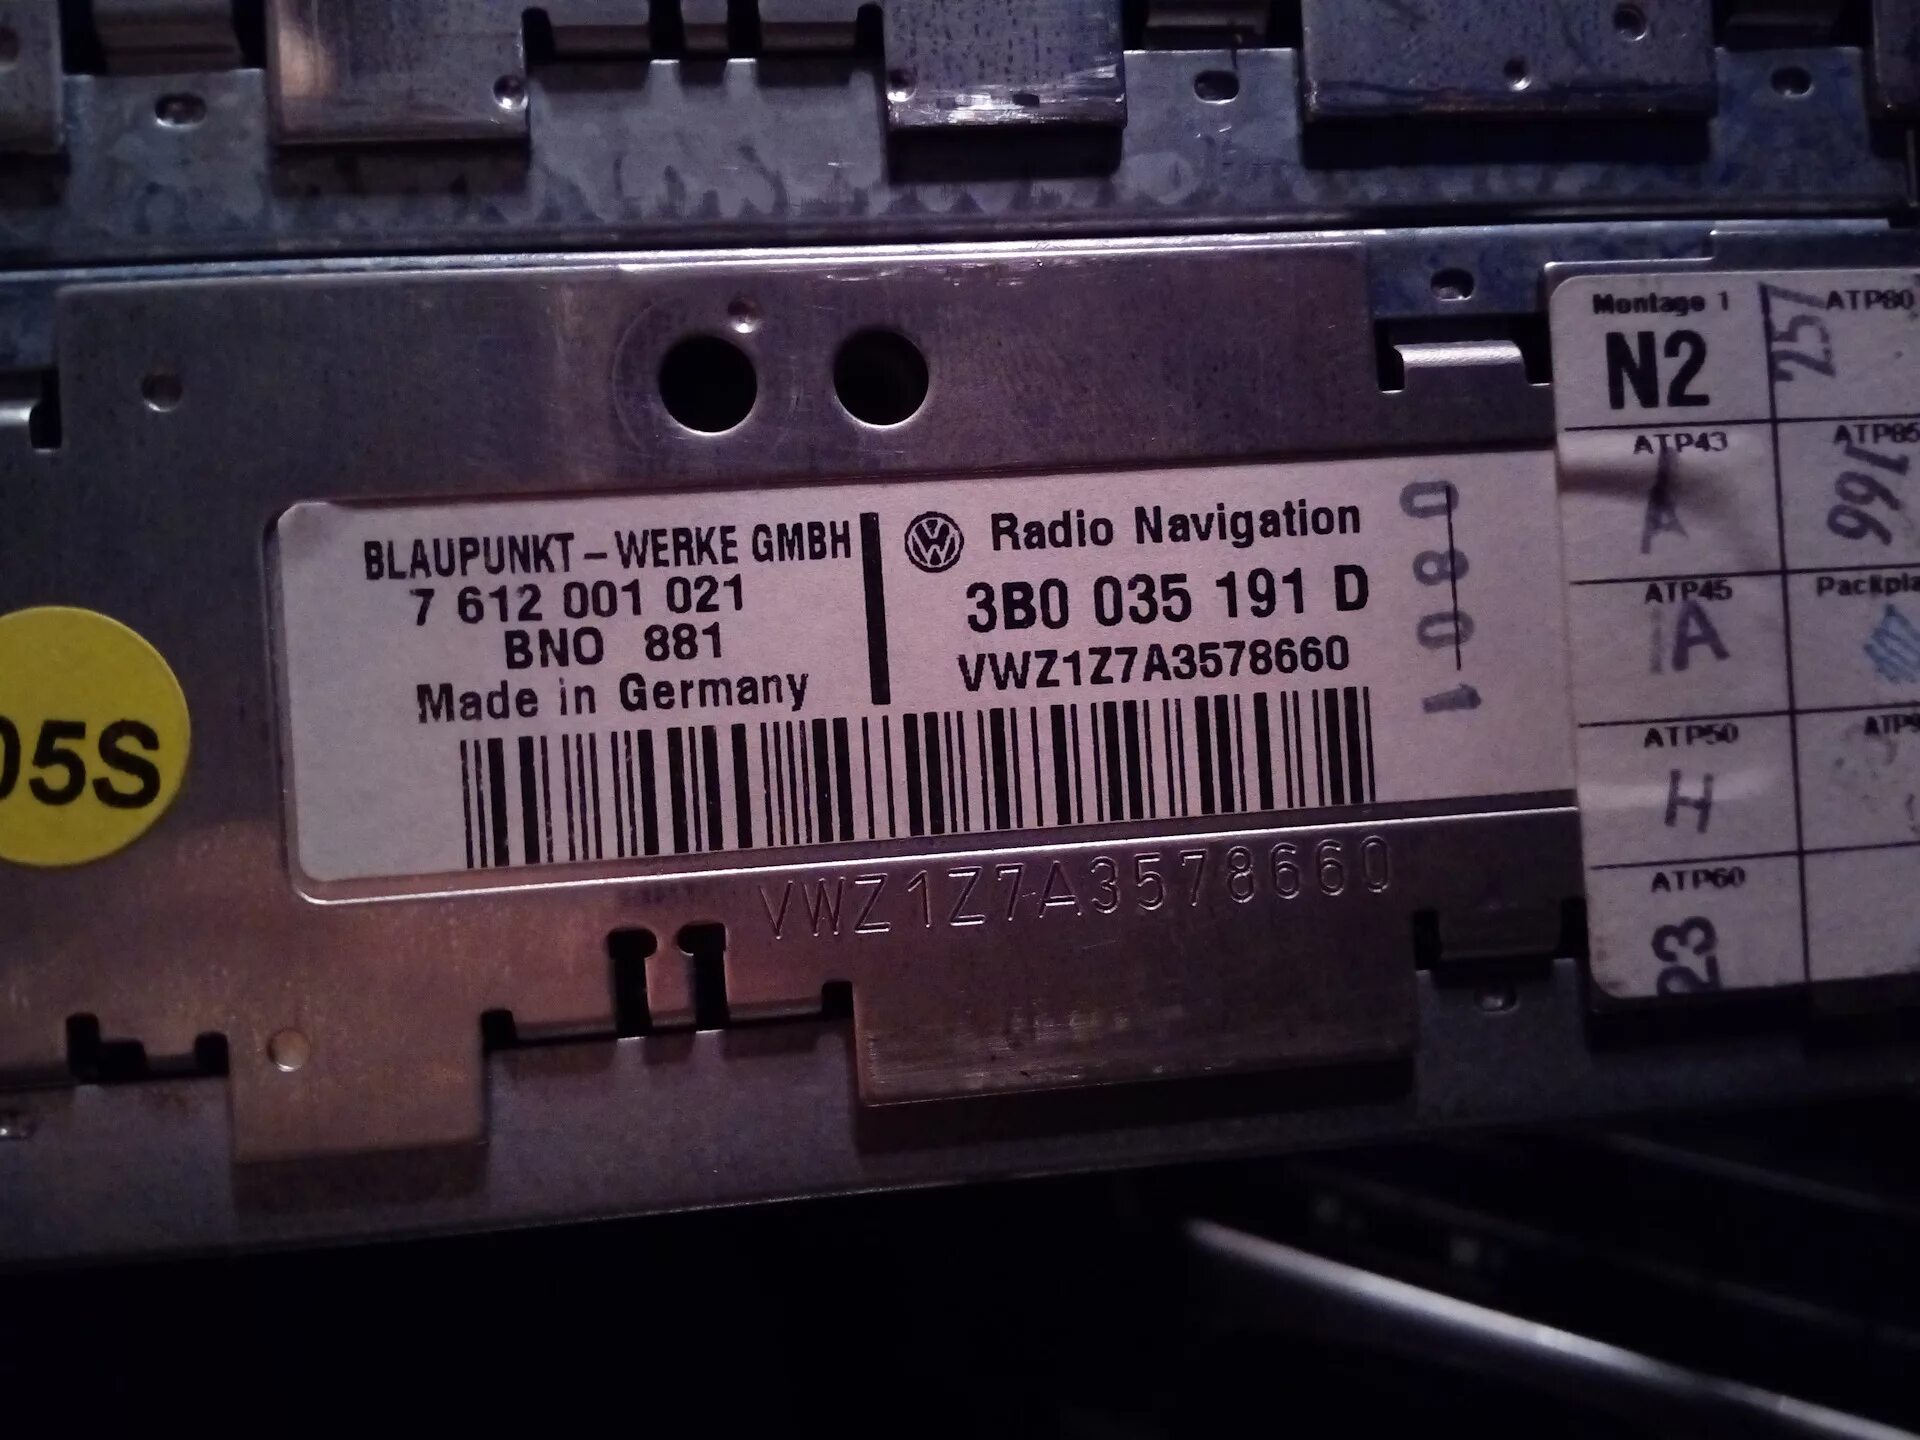 BLAUPUNKT – WERKE GMBH
7 612 001 021
BNO 881
Made in Germany
Radio Navigation
3B0 035 191 D
VWZ1Z7A3578660
1080
VWZ1Z7A3578660
05S
Montage 1
N2
257
ATP80
ATP43
A
ATP85
ATP45
A
ATP50
H
ATP60
23